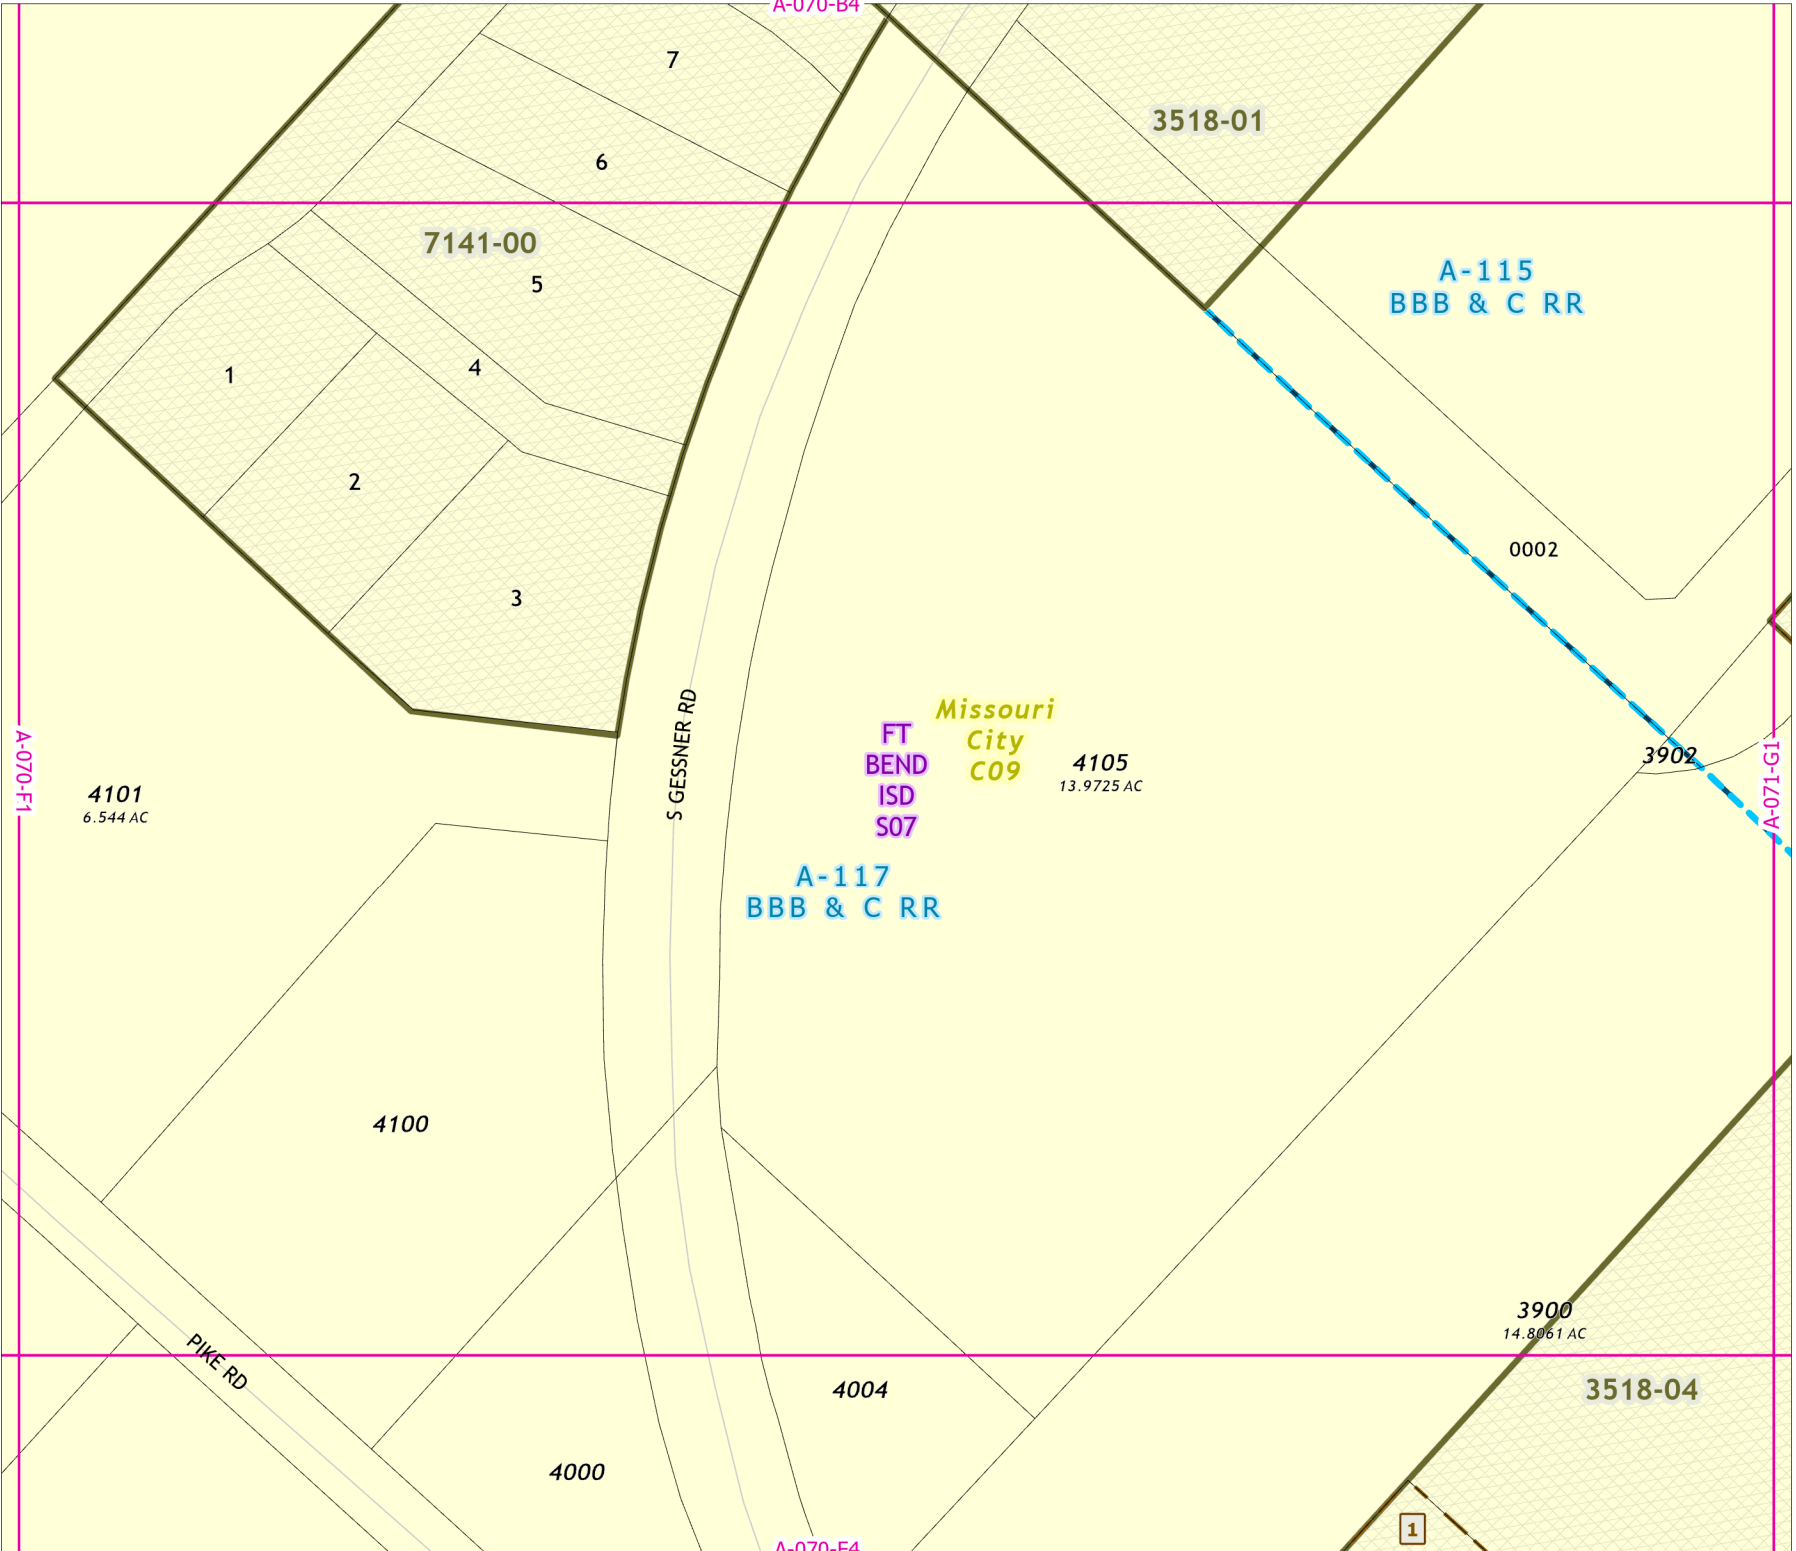 A-070-B4
7
3518-01
6
7141-00
A-115
BBB & C RR
5
4
1
2
0002
3
S GESSNER RD
Missouri
City
C09
FT
BEND
ISD
S07
4105
13.9725 AC
3902
A-070-F1
A-071-G1
4101
6.544 AC
A-117
BBB & C RR
4100
3900
14.8061 AC
PIKE RD
4004
3518-04
4000
1
A-070-F4